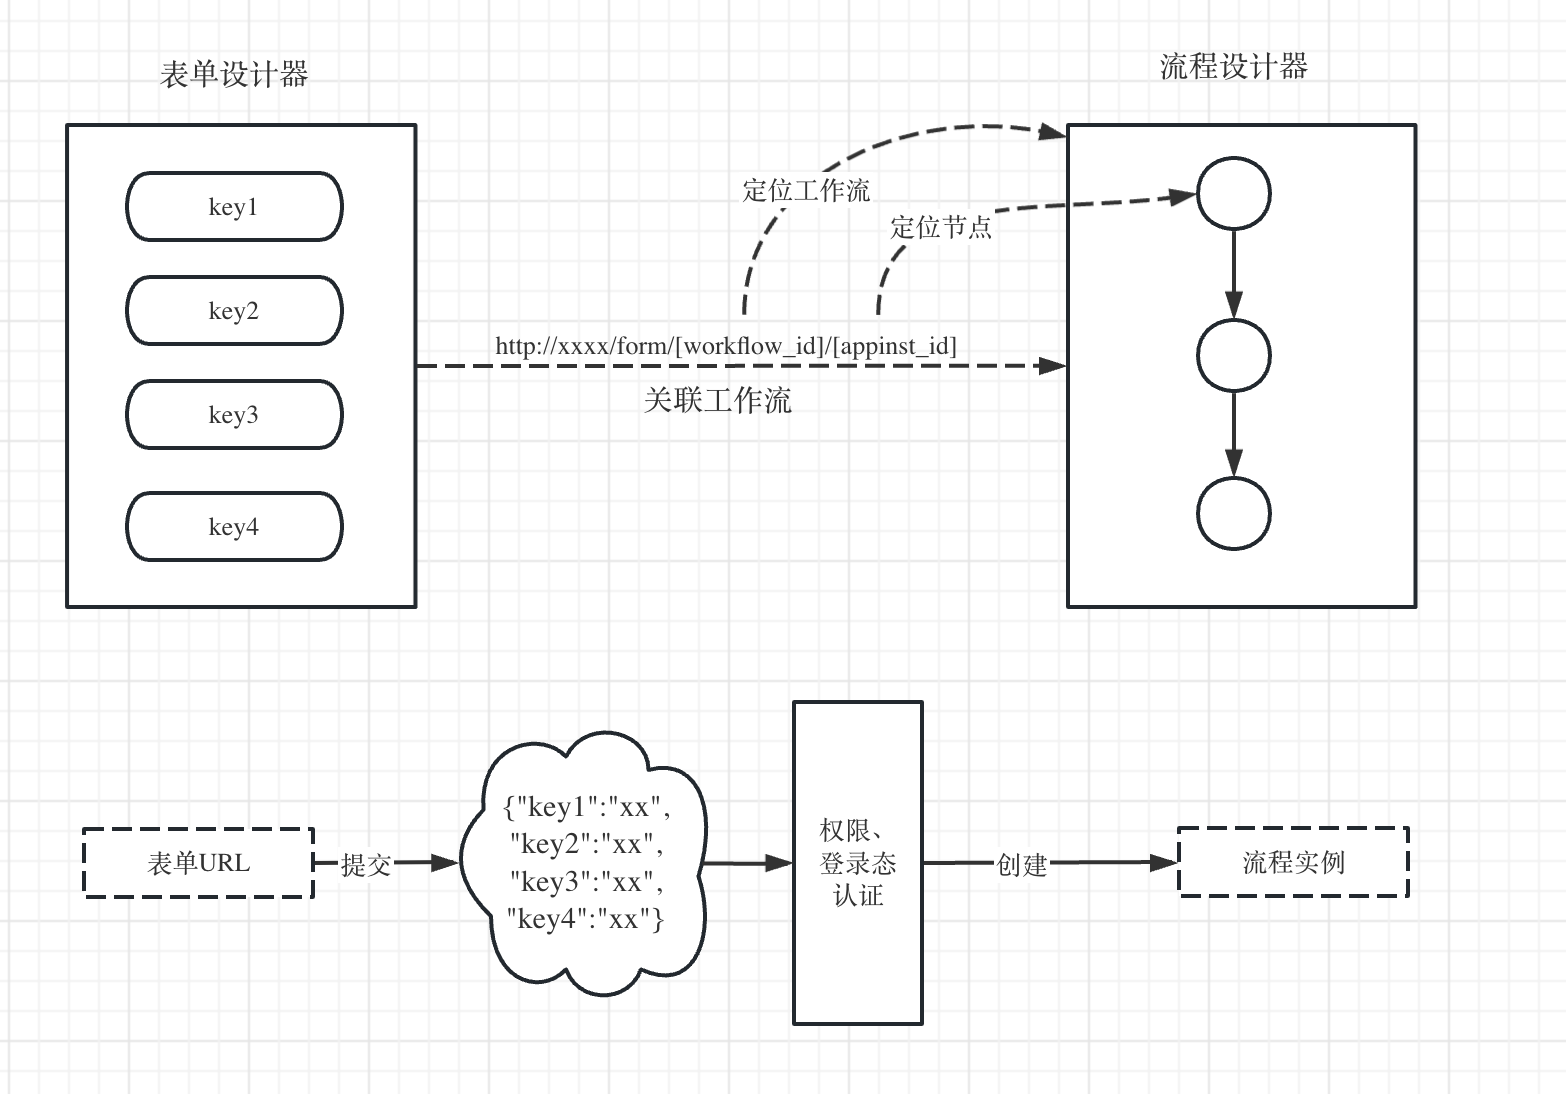 表单设计器
流程设计器
key1
key2
key3
key4
定位工作流
定位节点
http://xxxx/form/[workflow_id]/[appinst_id]
关联工作流
表单URL
提交
{"key1":"xx",
"key2":"xx",
"key3":"xx",
"key4":"xx"}
权限、
登录态
认证
创建
流程实例